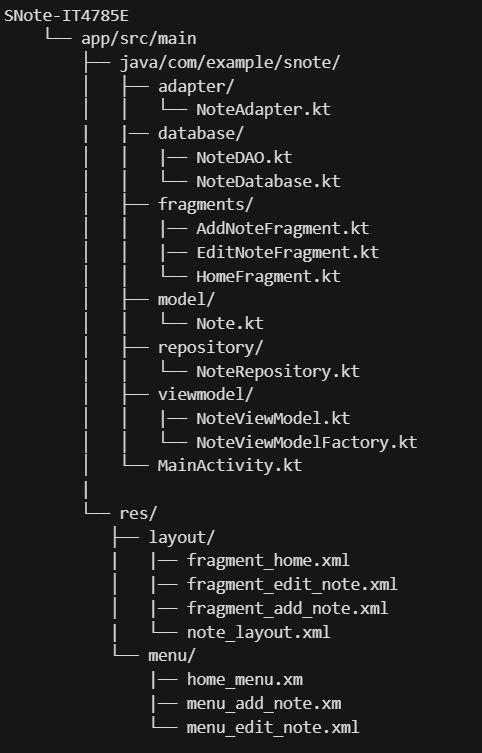 SNote-IT4785E
    └── app/src/main
        ├── java/com/example/snote/
        │   ├── adapter/
        │   │   └── NoteAdapter.kt
        |   |── database/
        │   │   |── NoteDAO.kt
        │   │   └── NoteDatabase.kt
        │   ├── fragments/
        │   │   |── AddNoteFragment.kt
        │   │   |── EditNoteFragment.kt
        │   │   └── HomeFragment.kt
        │   ├── model/
        │   │   └── Note.kt
        │   ├── repository/
        │   │   └── NoteRepository.kt
        │   ├── viewmodel/
        │   │   |── NoteViewModel.kt
        │   │   └── NoteViewModelFactory.kt
        │   └── MainActivity.kt
        |
        └── res/
           ├── layout/
           │   |── fragment_home.xml
           │   |── fragment_edit_note.xml
           │   |── fragment_add_note.xml
           │   └── note_layout.xml
           └── menu/
               |── home_menu.xm
               |── menu_add_note.xm
               └── menu_edit_note.xml